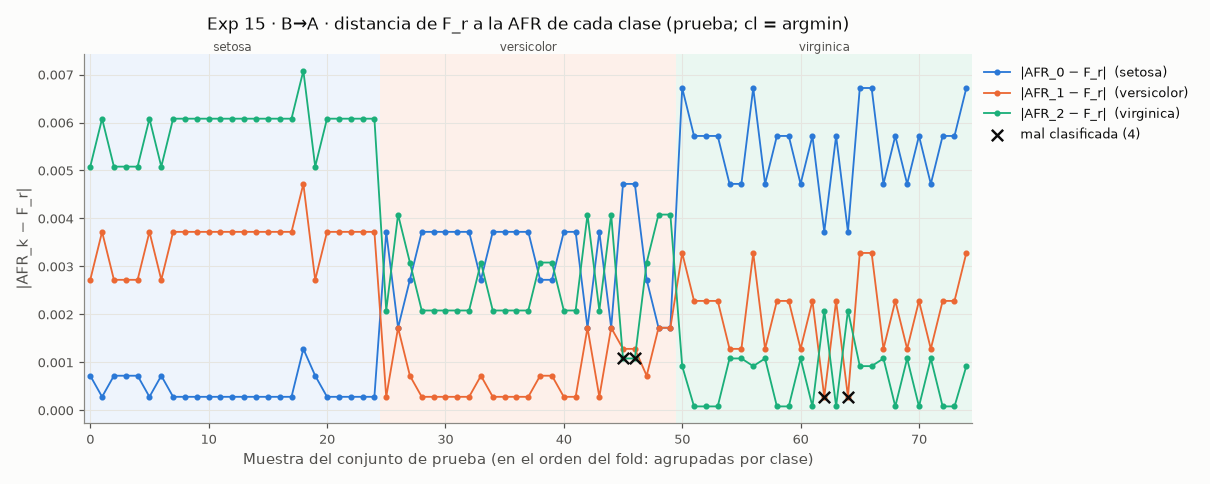 Exp 15 · B→A · distancia de F_r a la AFR de cada clase (prueba; cl = argmin)
setosa versicolor virginica
|AFR_0 − F_r| (setosa)
|AFR_1 − F_r| (versicolor)
|AFR_2 − F_r| (virginica)
mal clasificada (4)
|AFR_k − F_r|
0.007
0.006
0.005
0.004
0.003
0.002
0.001
0.000
0 10 20 30 40 50 60 70
Muestra del conjunto de prueba (en el orden del fold: agrupadas por clase)